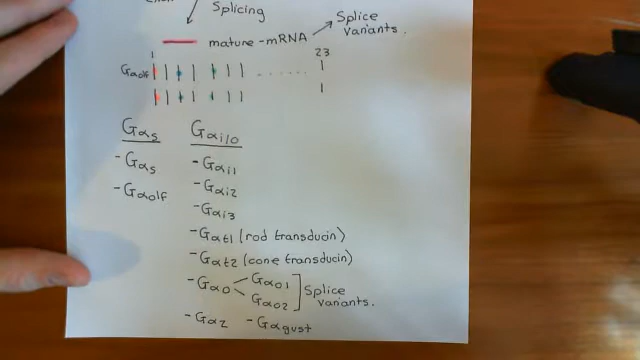 Splicing
mature-mRNA
Splice
variants.
1
23
Gαolf
Gαs
- Gαs
- Gαolf
Gαi/o
- Gαi1
- Gαi2
- Gαi3
- Gαt1 (rod transducin)
- Gαt2 (cone transducin)
- Gαo
Gαo1
Gαo2
Splice
variants.
- Gαz - Gαgust